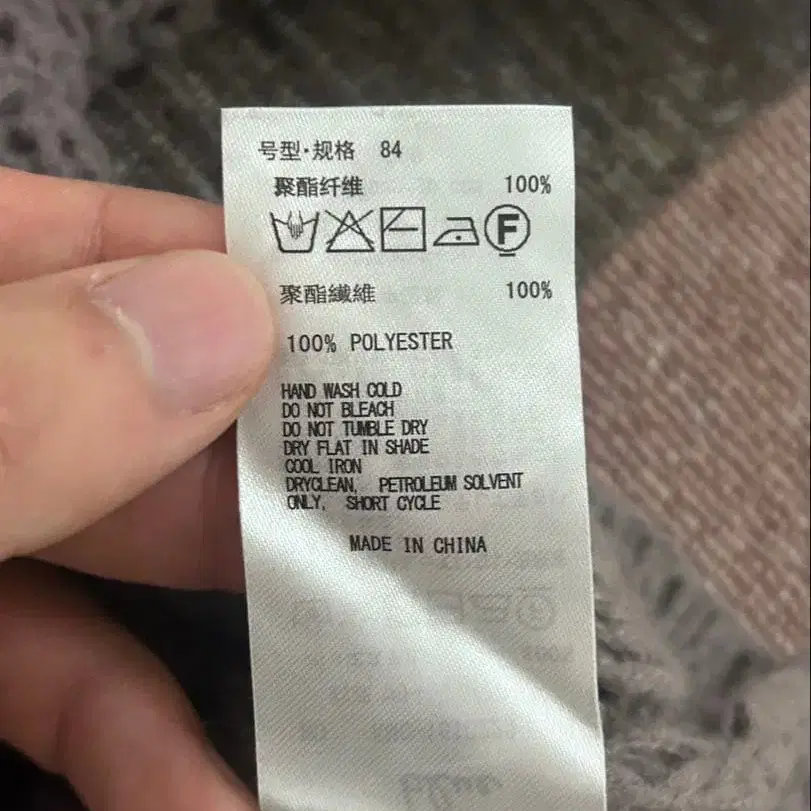 号型·规格 84
聚酯纤维 100%
F
聚酯纖維 100%
100% POLYESTER
HAND WASH COLD
DO NOT BLEACH
DO NOT TUMBLE DRY
DRY FLAT IN SHADE
COOL IRON
DRYCLEAN, PETROLEUM SOLVENT
ONLY, SHORT CYCLE
MADE IN CHINA